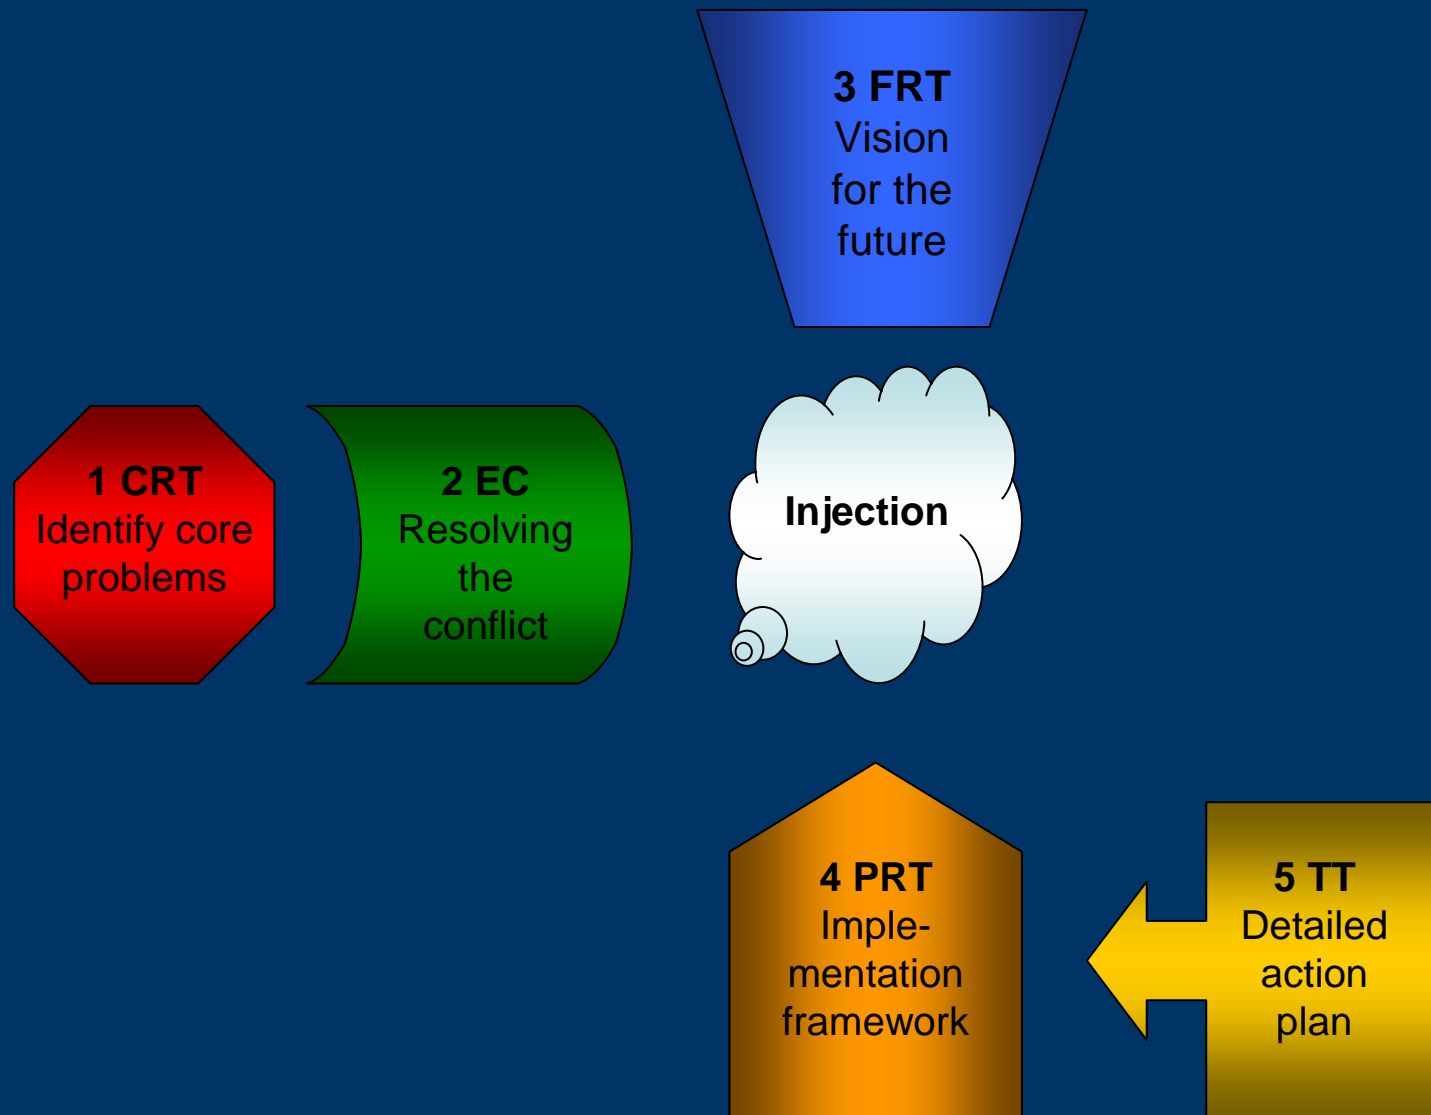 1 CRT
Identify core
problems
2 EC
Resolving
the
conflict
3 FRT
Vision
for the
future
Injection
4 PRT
Imple-
mentation
framework
5 TT
Detailed
action
plan